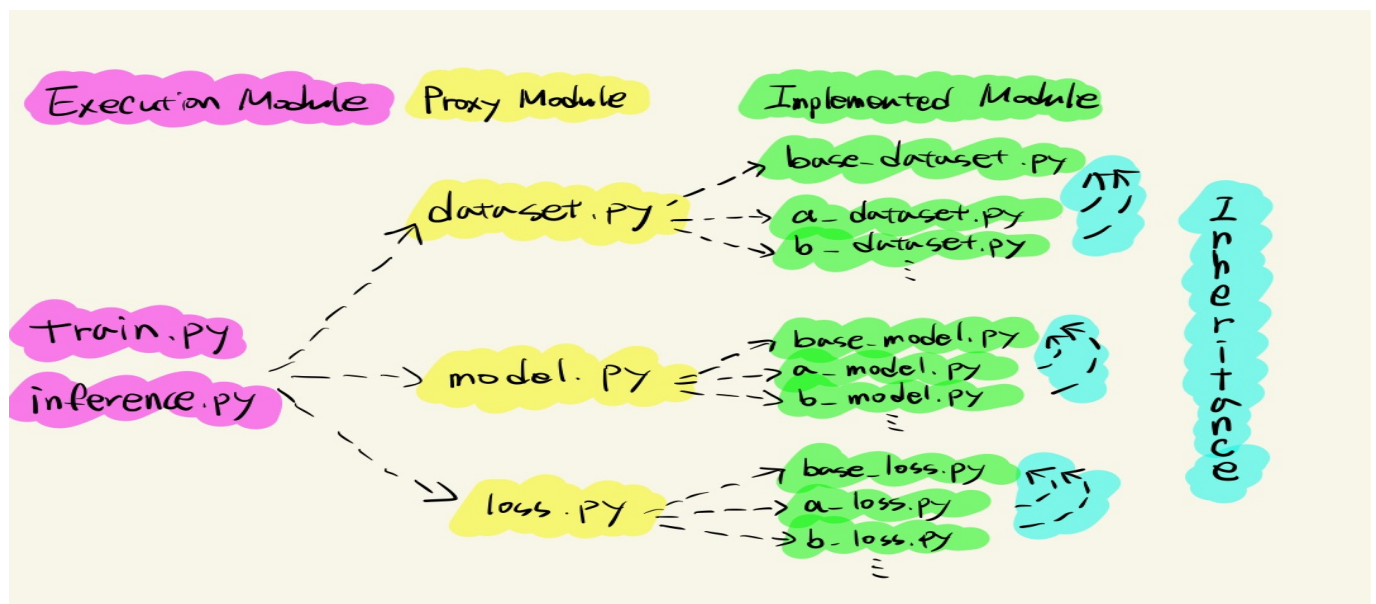 Execution Module
Proxy Module
Inplemented Module
train.py
inference.py
dataset.py
model.py
loss.py
base_dataset.py
a_dataset.py
b_dataset.py
base_model.py
a_model.py
b_model.py
base_loss.py
a_loss.py
b_loss.py
Inheritance